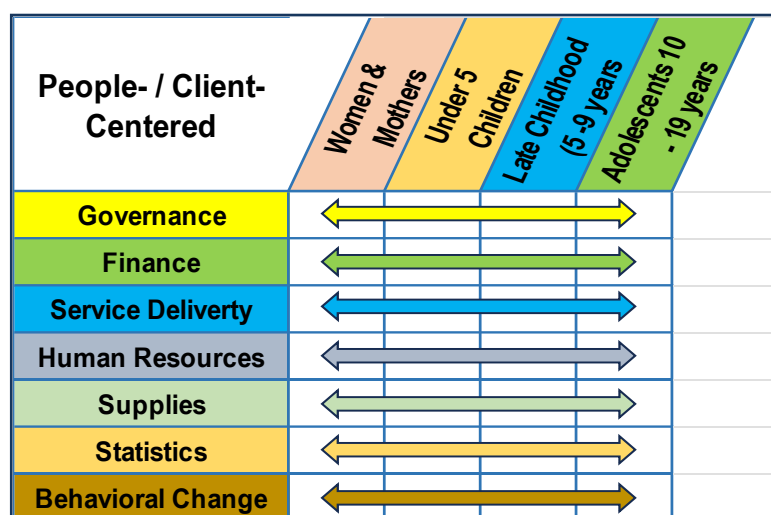 People- / Client-
Centered
Women &
Mothers
Under 5
Children
Late Childhood
(5 -9 years
Adolescents 10
- 19 years
Governance
Finance
Service Deliverty
Human Resources
Supplies
Statistics
Behavioral Change